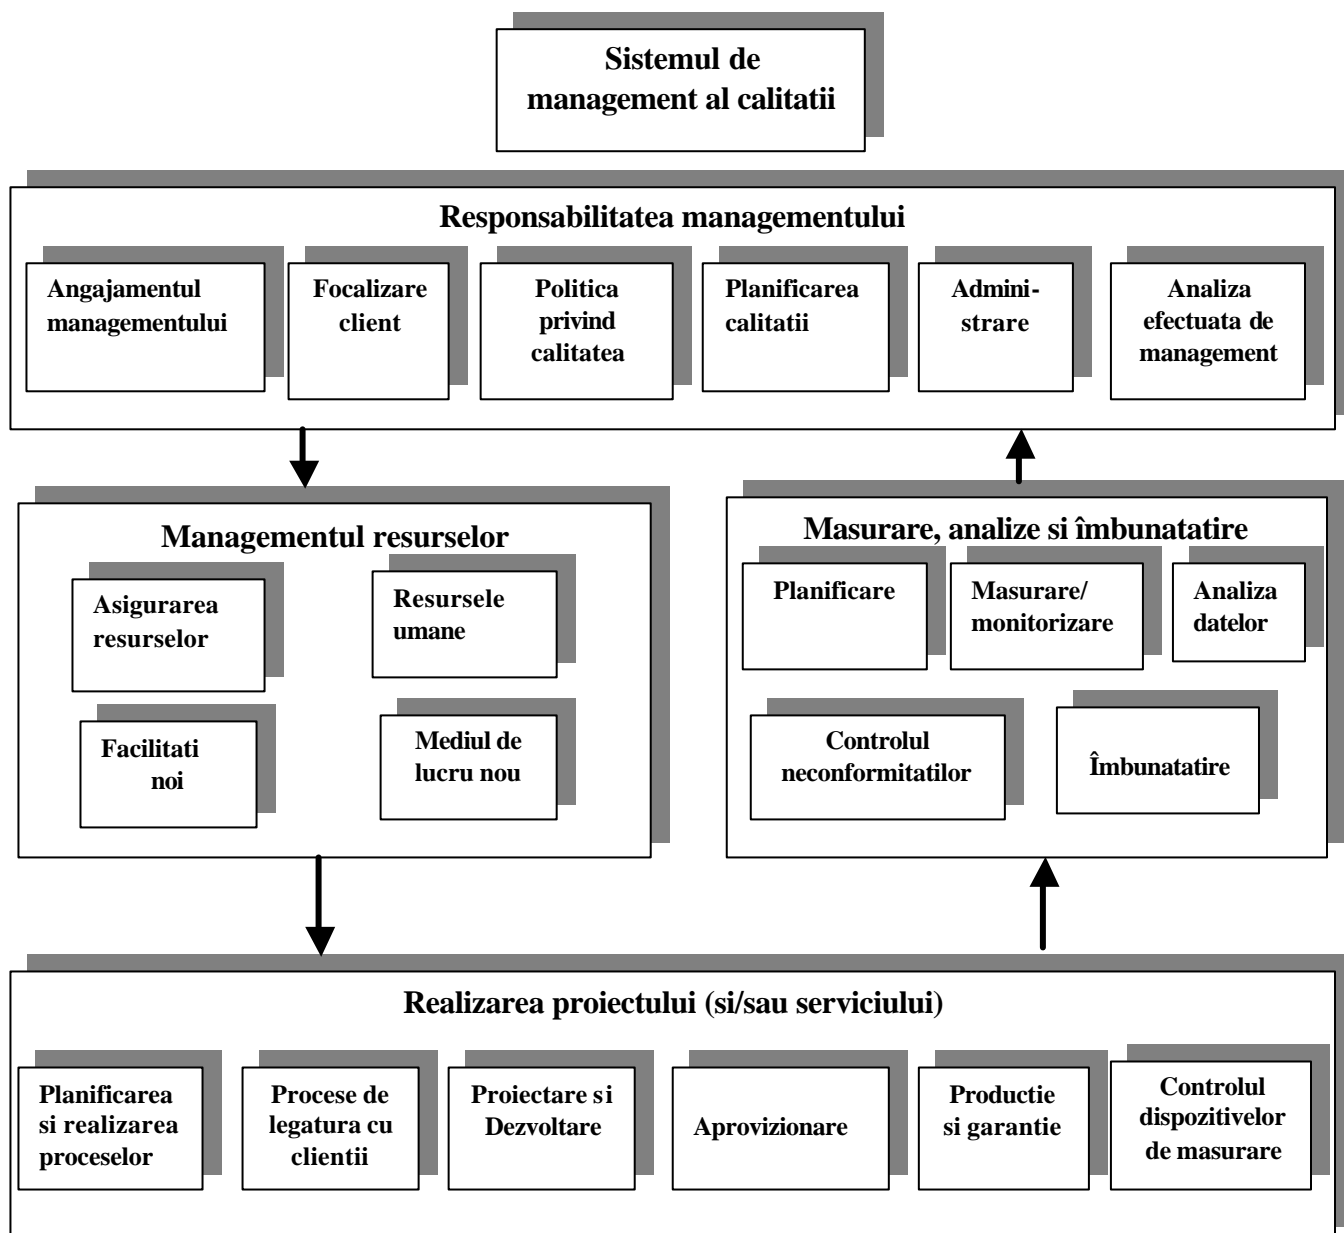 Sistemul de
management al calitatii
Responsabilitatea managementului
Angajamentul
managementului
Focalizare
client
Politica
privind
calitatea
Planificarea
calitatii
Admini-
strare
Analiza
efectuata de
management
Managementul resurselor
Asigurarea
resurselor
Resursele
umane
Facilitati
noi
Mediul de
lucru nou
Masurare, analize si îmbunatatire
Planificare
Masurare/
monitorizare
Analiza
datelor
Controlul
neconformitatilor
Îmbunatatire
Realizarea proiectului (si/sau serviciului)
Planificarea
si realizarea
proceselor
Procese de
legatura cu
clientii
Proiectare si
Dezvoltare
Aprovizionare
Productie
si garantie
Controlul
dispozitivelor
de masurare